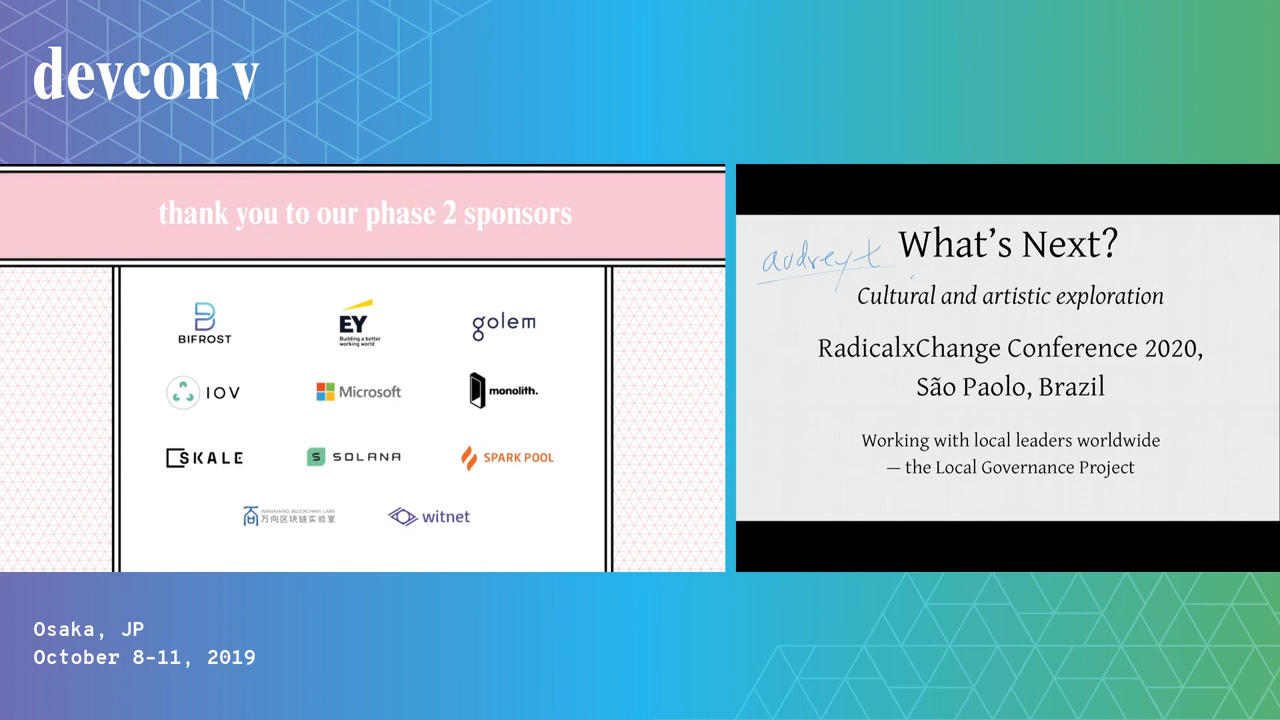 devcon v
thank you to our phase 2 sponsors
BIFROST
EY
Building a better
working world
golem
IOV
Microsoft
monolith.
SKALE
S SOLANA
SPARK POOL
WANXIANG BLOCKCHAIN LABS
万向区块链实验室
witnet
audreyt
What's Next?
Cultural and artistic exploration
RadicalxChange Conference 2020,
São Paolo, Brazil
Working with local leaders worldwide
— the Local Governance Project
Osaka, JP
October 8-11, 2019